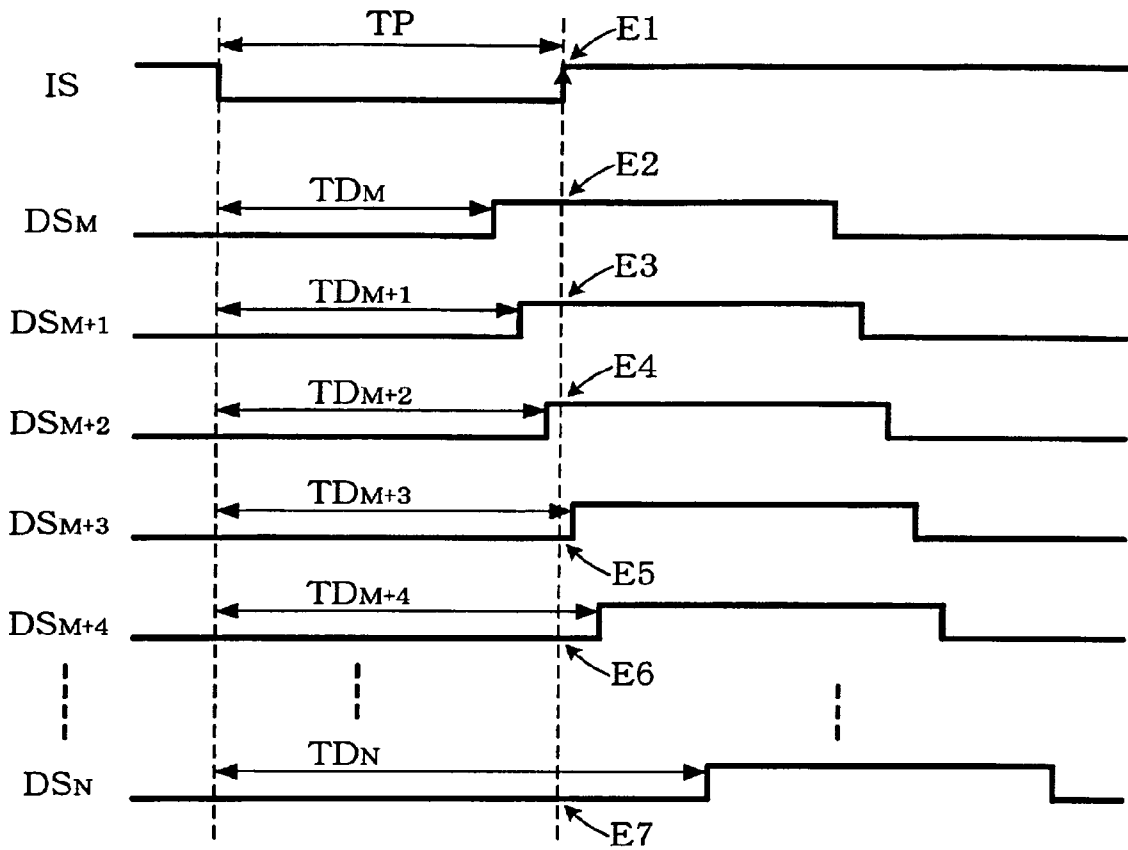 TP
E1
IS
E2
TDM
DSM
E3
TDM+1
DSM+1
E4
TDM+2
DSM+2
TDM+3
DSM+3
E5
TDM+4
DSM+4
E6
TDN
DSN
E7